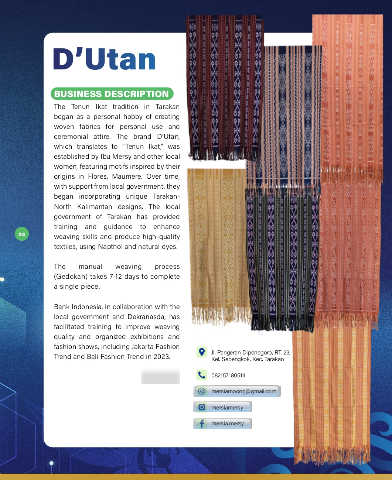 D'Utan
BUSINESS DESCRIPTION
The Tenun Ikat tradition in Tarakan
began as a personal hobby of creating
woven fabrics for personal use and
ceremonial attire. The brand D'Utan,
which translates to "Tenun Ikat," was
established by Ibu Mersy and other local
women, featuring motifs inspired by their
origins in Flores, Maumere. Over time,
with support from local government, they
began incorporating unique Tarakan-
North Kalimantan designs. The local
government of Tarakan has provided
training and guidance to enhance
weaving skills and produce high-quality
textiles, using Napthol and natural dyes.
The manual weaving process
(Gedokan) takes 7-12 days to complete
a single piece.
Bank Indonesia, in collaboration with the
local government and Dekranasda, has
facilitated training to improve weaving
quality and organized exhibitions and
fashion shows, including Jakarta Fashion
Trend and Bali Fashion Trend in 2023.
Jl. Pangeran Diponegoro, RT. 23,
Kel. Sebengkok, Kec. Tarakan
@gmail.com